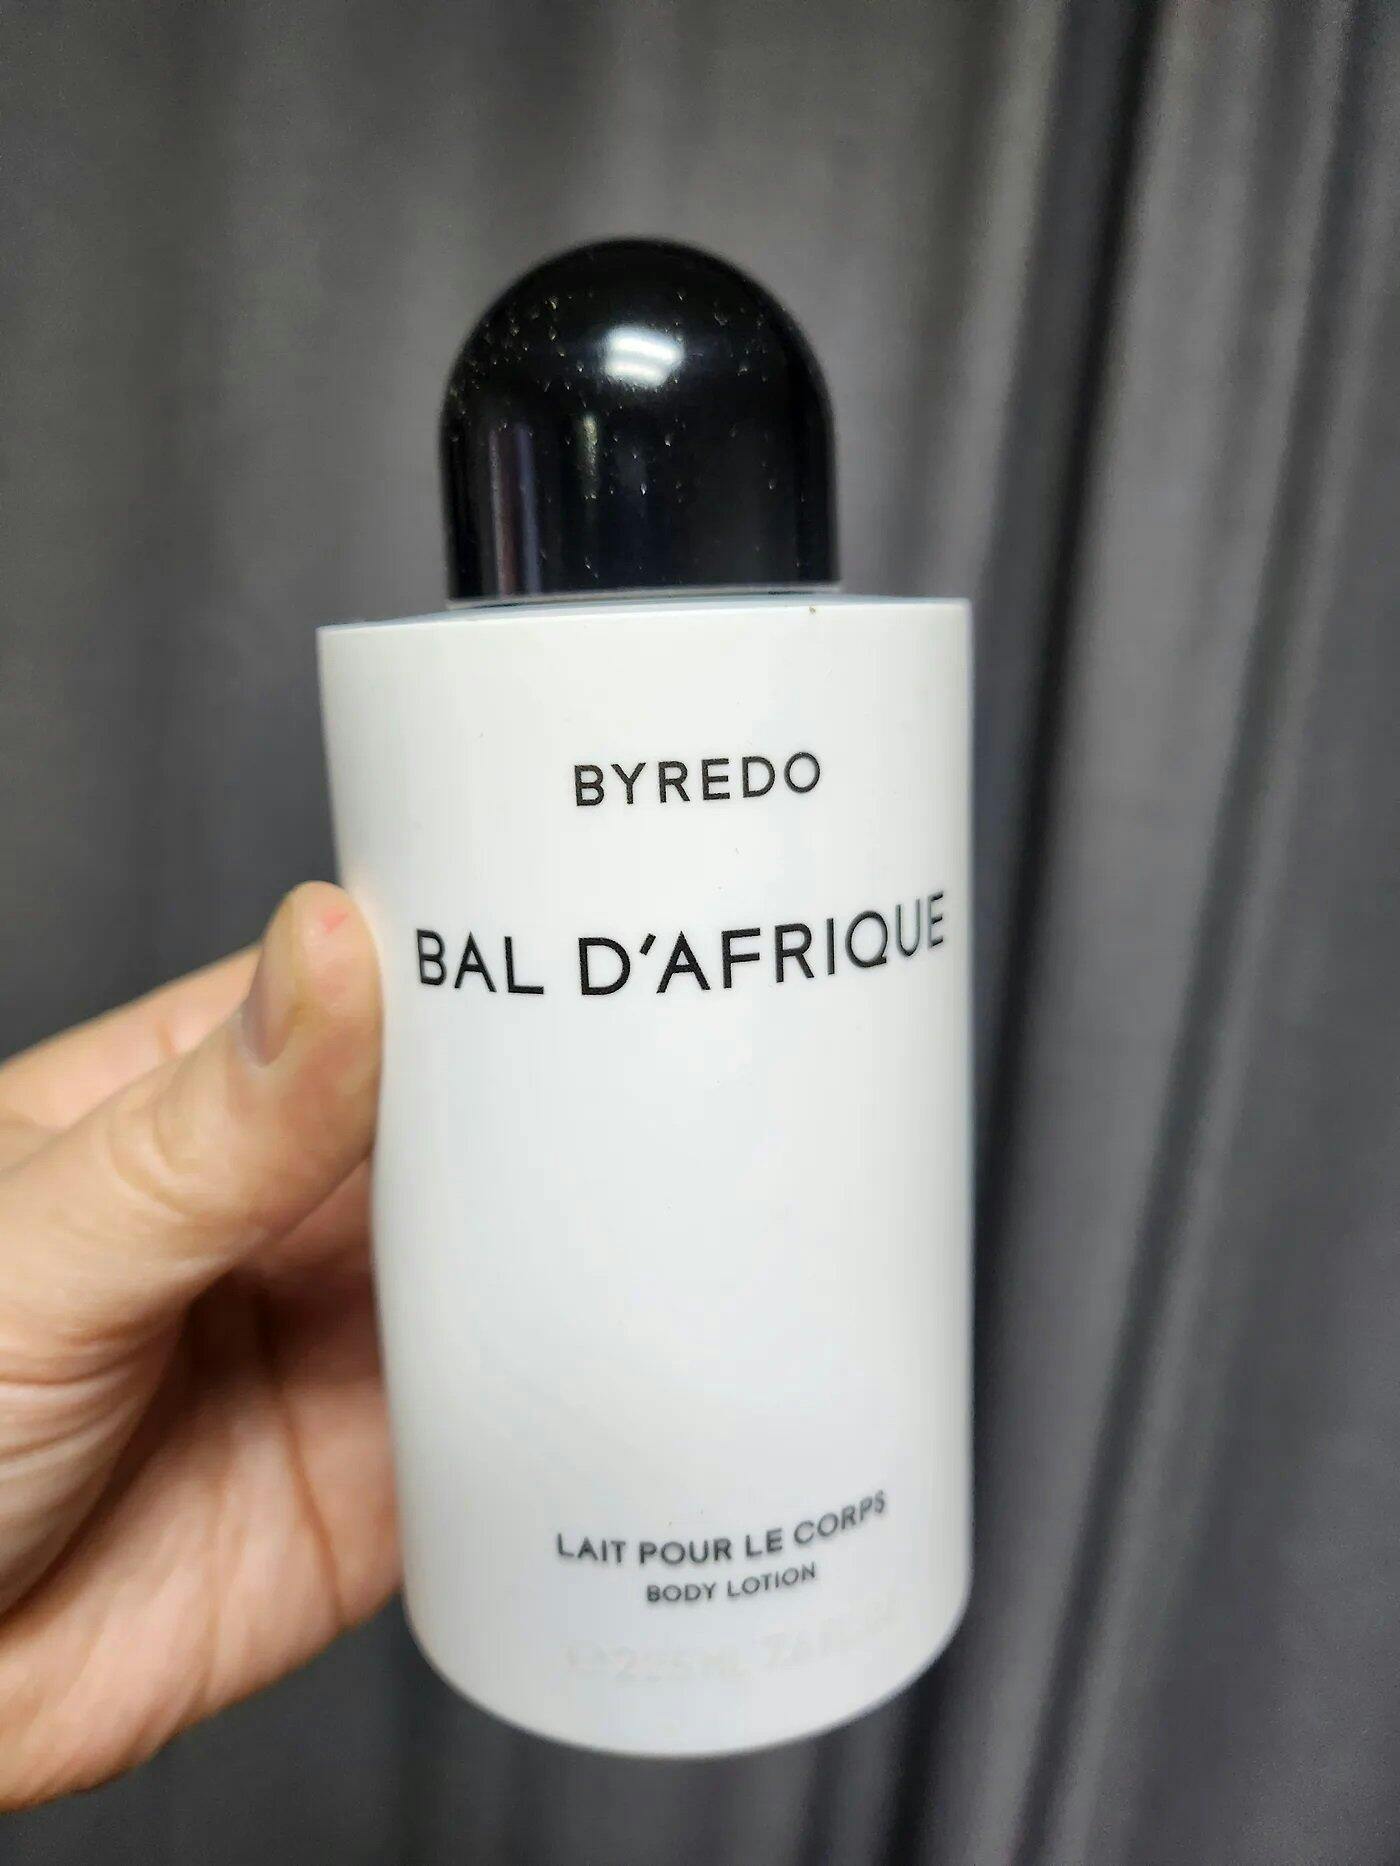 BYREDO
BAL D'AFRIQUE
LAIT POUR LE CORPS
BODY LOTION